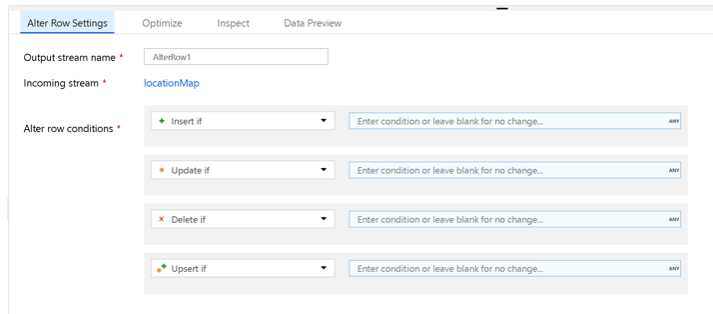 Alter Row Settings Optimize Inspect Data Preview
Output stream name * AlterRow1
Incoming stream * locationMap
Alter row conditions * Insert if Enter condition or leave blank for no change... ANY
Update if Enter condition or leave blank for no change... ANY
Delete if Enter condition or leave blank for no change... ANY
Upsert if Enter condition or leave blank for no change... ANY